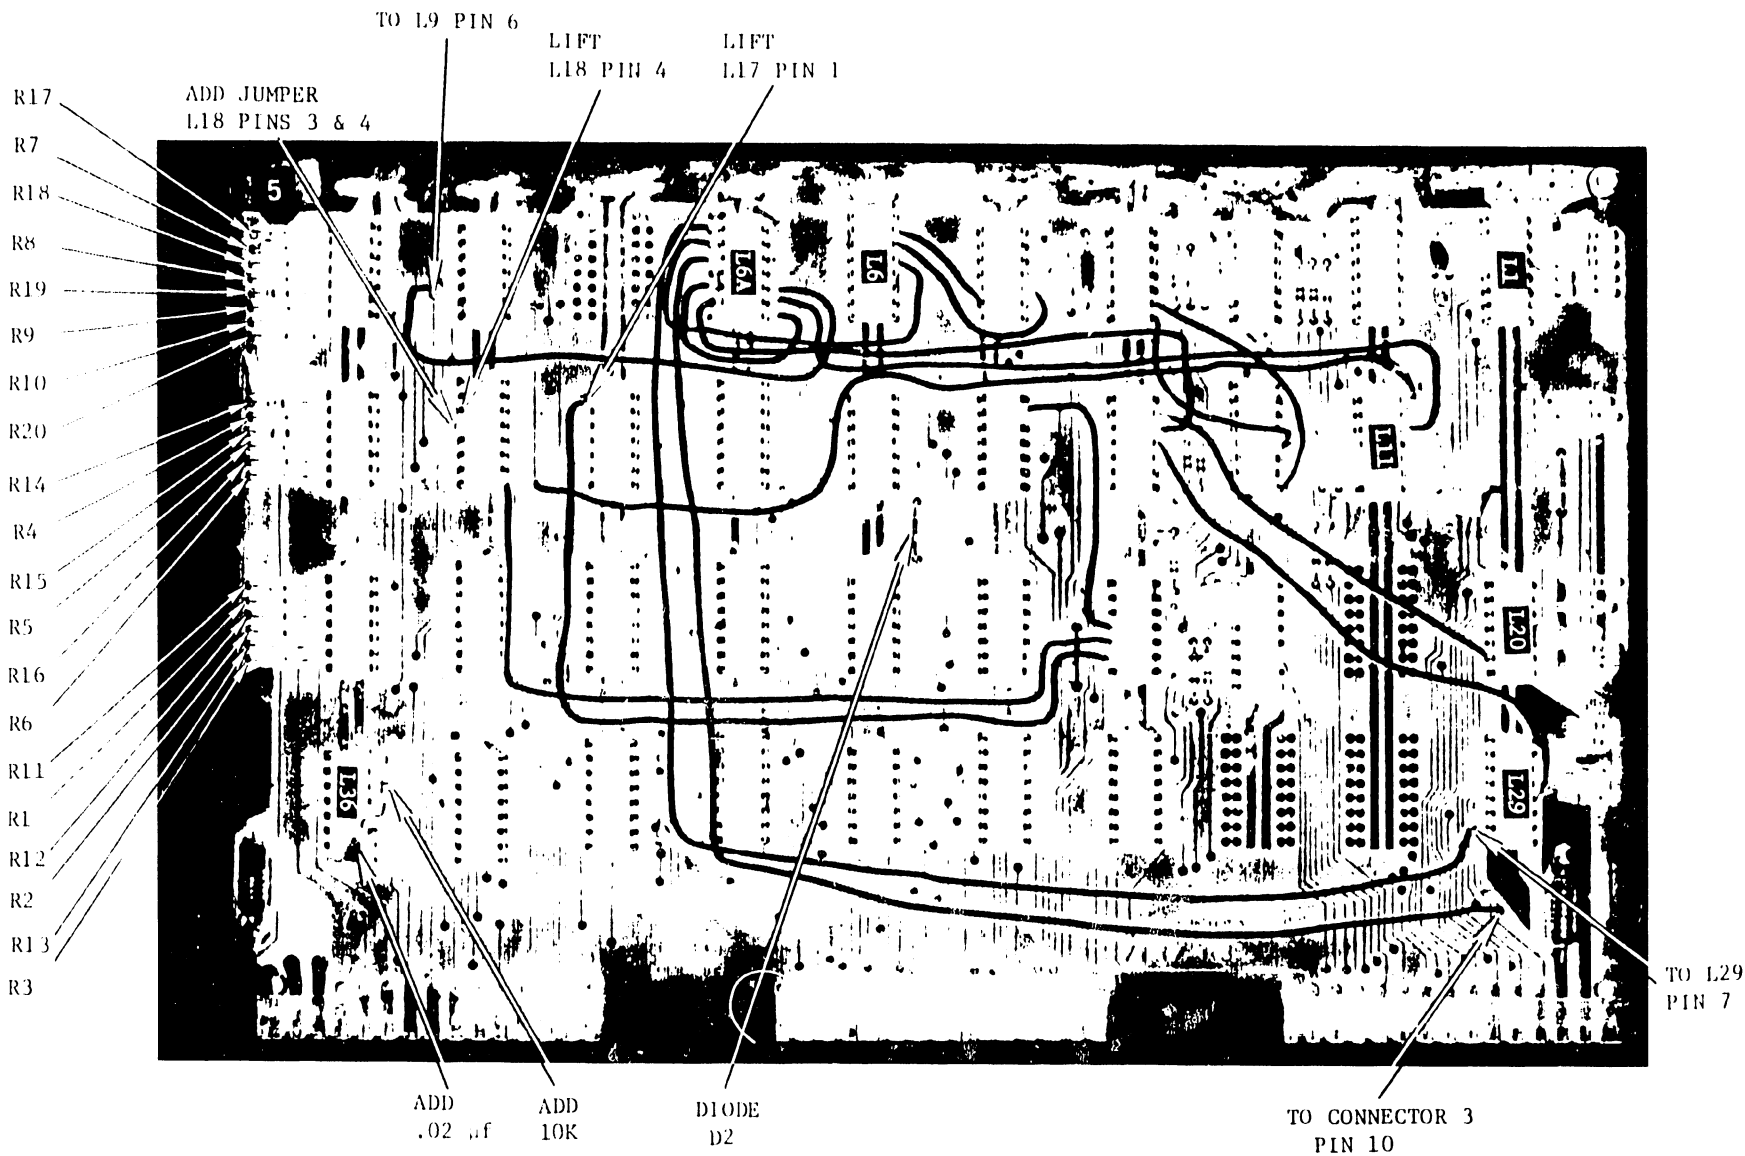 TO L9 PIN 6
LIFT
L18 PIN 4
LIFT
L17 PIN 1
ADD JUMPER
L18 PINS 3 & 4
R17
R7
R18
R8
R19
R9
R10
R20
R14
R4
R15
R5
R16
R6
R11
R1
R12
R2
R13
R3
5
L6A
L6
L1
L11
L20
L29
L36
TO L29
PIN 7
ADD
.02 µf
ADD
10K
DIODE
D2
TO CONNECTOR 3
PIN 10